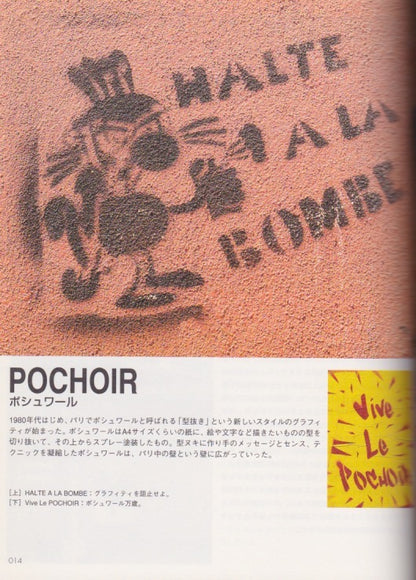 HALTE
A LA
BOMBE
POCHOIR
ポシュワール
1980年代はじめ、パリでポシュワールと呼ばれる「型抜き」という新しいスタイルのグラフィ
ティが始まった。ポシュワールはA4サイズくらいの紙に、絵や文字など描きたいものの型を
切り抜いて、その上からスプレー塗装したもの。型ヌキに作り手のメッセージとセンス、テ
クニックを凝縮したポシュワールは、パリ中の壁という壁に広がっていった。
[上] HALTE A LA BOMBE：グラフィティを阻止せよ。
[下] Vive Le POCHOIR：ポシュワール万歳。
Vive
Le
POCHOIR
014